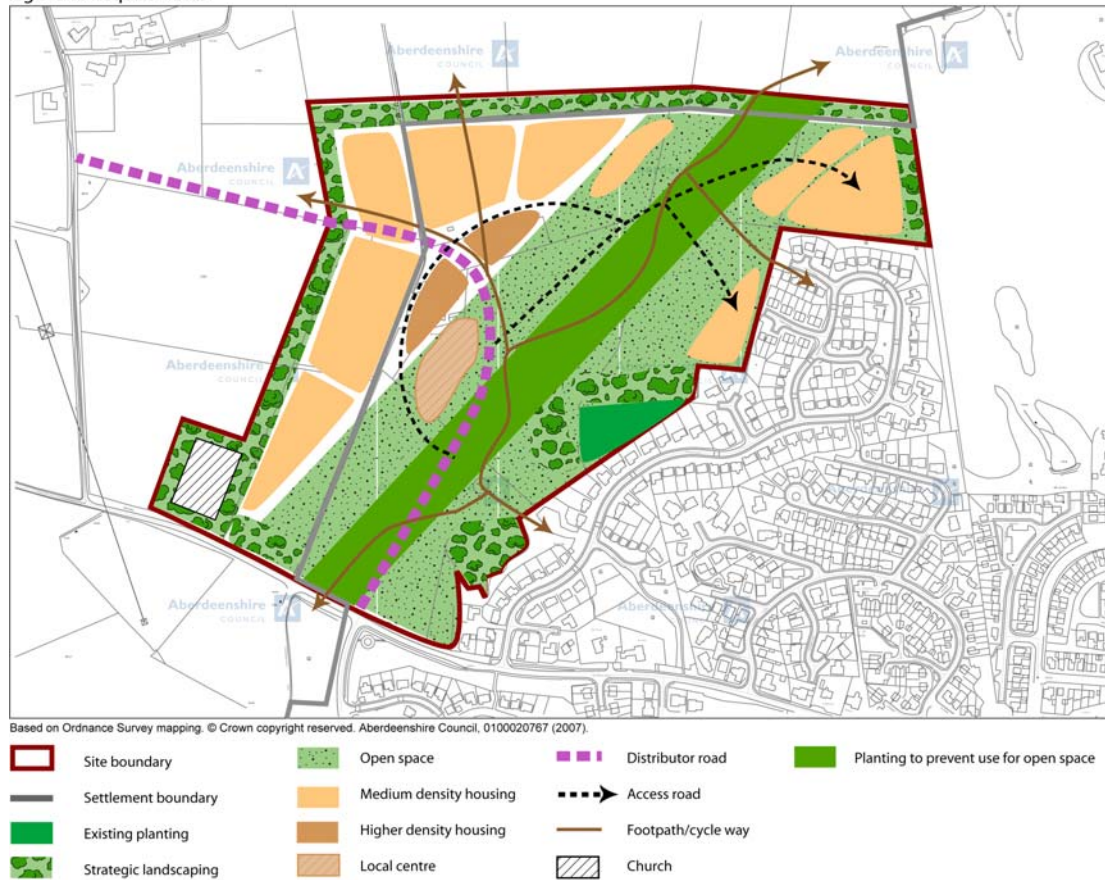 Aberdeenshire
COUNCIL
Aberdeenshire
COUNCIL
Aberdeenshire
COUNCIL
Aberdeenshire
COUNCIL
Aberdeenshire
COUNCIL
Aberdeenshire
COUNCIL
Based on Ordnance Survey mapping. © Crown copyright reserved. Aberdeenshire Council, 0100020767 (2007).
Site boundary
Open space
Distributor road
Planting to prevent use for open space
Settlement boundary
Medium density housing
Access road
Existing planting
Higher density housing
Footpath/cycle way
Strategic landscaping
Local centre
Church